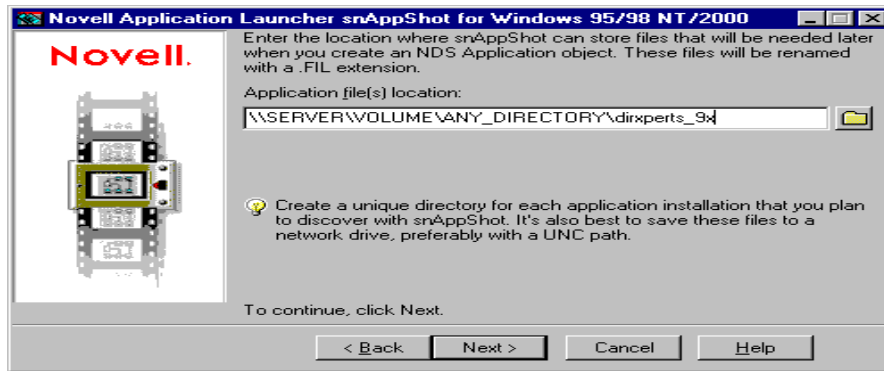 Novell Application Launcher snAppShot for Windows 95/98 NT/2000
Novell.
Enter the location where snAppShot can store files that will be needed later
when you create an NDS Application object. These files will be renamed
with a .FIL extension.
Application file(s) location:
\\SERVER\VOLUME\ANY_DIRECTORY\dirxperts_9x
Create a unique directory for each application installation that you plan
to discover with snAppShot. It's also best to save these files to a
network drive, preferably with a UNC path.
To continue, click Next.
< Back Next > Cancel Help